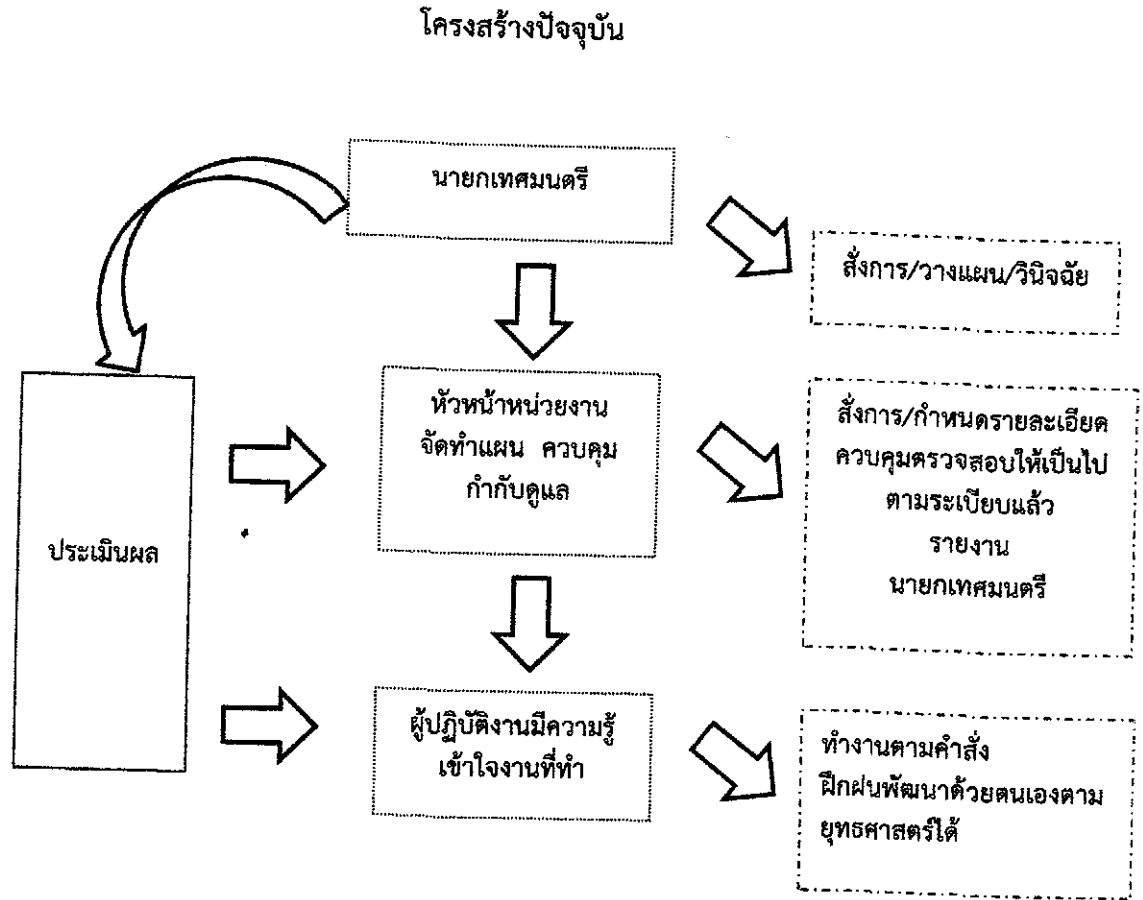 โครงสร้างปัจจุบัน
นายกเทศมนตรี
สั่งการ/วางแผน/วินิจฉัย
หัวหน้าหน่วยงาน
จัดทำแผน ควบคุม
กำกับดูแล
สั่งการ/กำหนดรายละเอียด
ควบคุมตรวจสอบให้เป็นไป
ตามระเบียบแล้ว
รายงาน
นายกเทศมนตรี
ประเมินผล
ผู้ปฏิบัติงานมีความรู้
เข้าใจงานที่ทำ
ทำงานตามคำสั่ง
ฝึกฝนพัฒนาด้วยตนเองตาม
ยุทธศาสตร์ได้